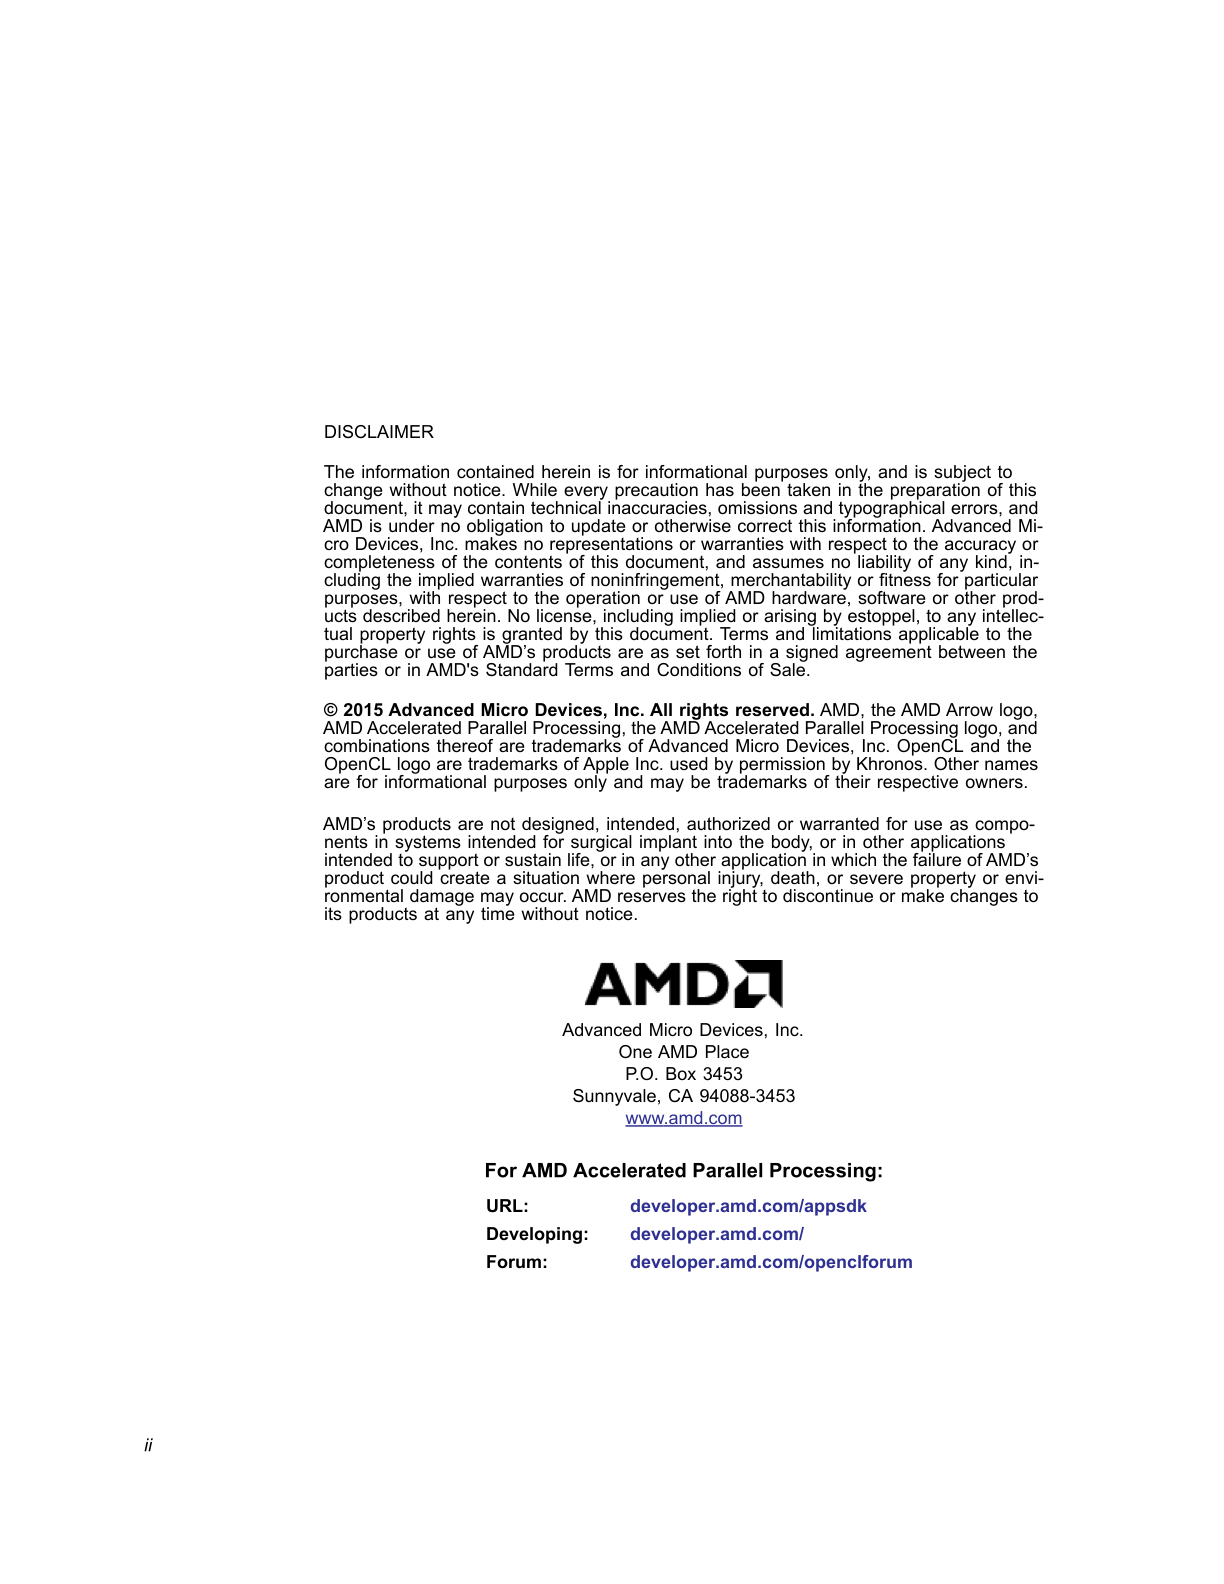 DISCLAIMER
The information contained herein is for informational purposes only, and is subject to
change without notice. While every precaution has been taken in the preparation of this
document, it may contain technical inaccuracies, omissions and typographical errors, and
AMD is under no obligation to update or otherwise correct this information. Advanced Mi-
cro Devices, Inc. makes no representations or warranties with respect to the accuracy or
completeness of the contents of this document, and assumes no liability of any kind, in-
cluding the implied warranties of noninfringement, merchantability or fitness for particular
purposes, with respect to the operation or use of AMD hardware, software or other prod-
ucts described herein. No license, including implied or arising by estoppel, to any intellec-
tual property rights is granted by this document. Terms and limitations applicable to the
purchase or use of AMD’s products are as set forth in a signed agreement between the
parties or in AMD's Standard Terms and Conditions of Sale.
© 2015 Advanced Micro Devices, Inc. All rights reserved. AMD, the AMD Arrow logo,
AMD Accelerated Parallel Processing, the AMD Accelerated Parallel Processing logo, and
combinations thereof are trademarks of Advanced Micro Devices, Inc. OpenCL and the
OpenCL logo are trademarks of Apple Inc. used by permission by Khronos. Other names
are for informational purposes only and may be trademarks of their respective owners.
AMD’s products are not designed, intended, authorized or warranted for use as compo-
nents in systems intended for surgical implant into the body, or in other applications
intended to support or sustain life, or in any other application in which the failure of AMD’s
product could create a situation where personal injury, death, or severe property or envi-
ronmental damage may occur. AMD reserves the right to discontinue or make changes to
its products at any time without notice.
AMD
Advanced Micro Devices, Inc.
One AMD Place
P.O. Box 3453
Sunnyvale, CA 94088-3453
www.amd.com
For AMD Accelerated Parallel Processing:
URL: developer.amd.com/appsdk
Developing: developer.amd.com/
Forum: developer.amd.com/openclforum
ii